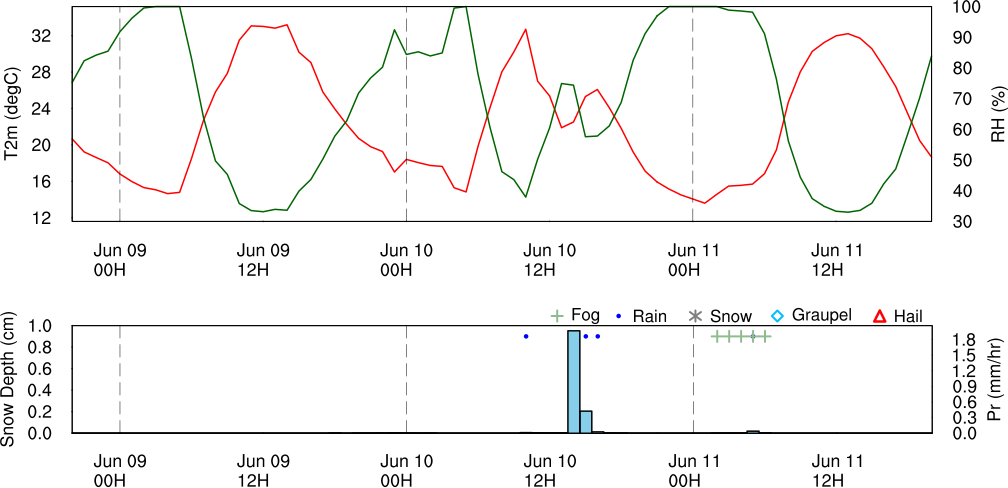 T2m (degC)
32
28
24
20
16
12
100
90
80
70
60
50
40
30
RH (%)
Jun 09
00H
Jun 09
12H
Jun 10
00H
Jun 10
12H
Jun 11
00H
Jun 11
12H
Fog Rain Snow Graupel Hail
Snow Depth (cm)
1.0
0.8
0.6
0.4
0.2
0.0
1.8
1.5
1.2
0.9
0.6
0.3
0.0
Pr (mm/hr)
Jun 09
00H
Jun 09
12H
Jun 10
00H
Jun 10
12H
Jun 11
00H
Jun 11
12H